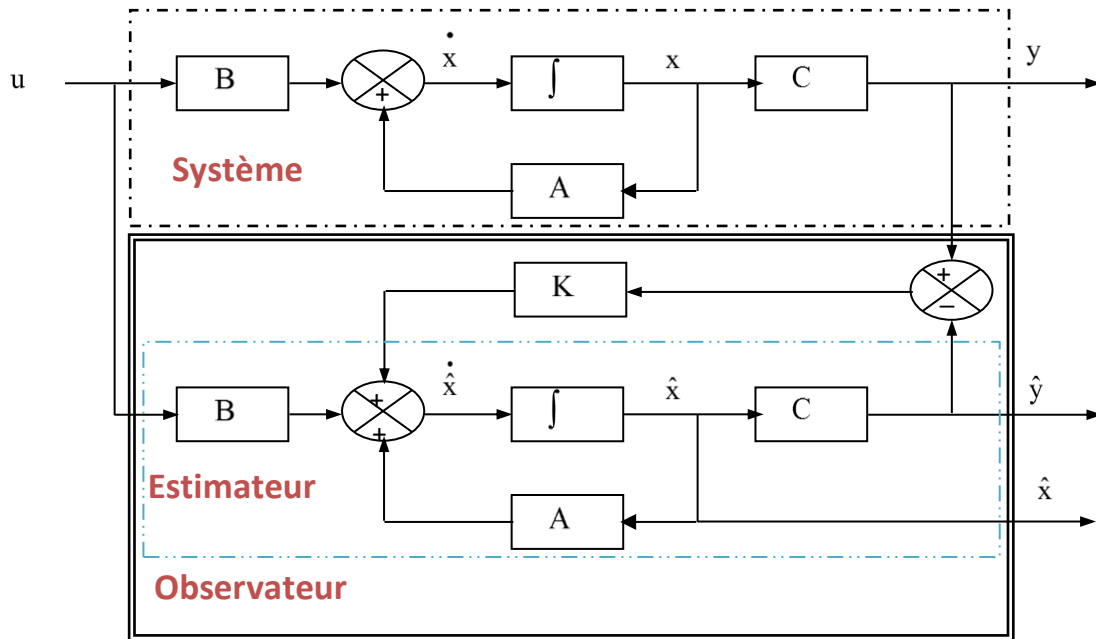 u
B
+
ẋ
∫
x
C
y
A
Système
K
+
−
B
+
+
x̂̇
∫
x̂
C
ŷ
Estimateur
A
x̂
Observateur